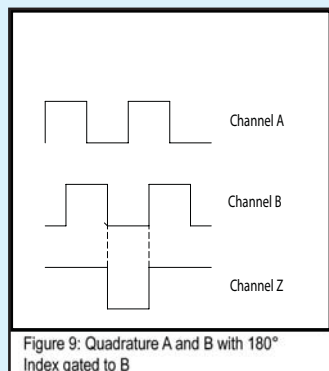 Channel A
Channel B
Channel Z
Figure 9: Quadrature A and B with 180°
Index gated to B